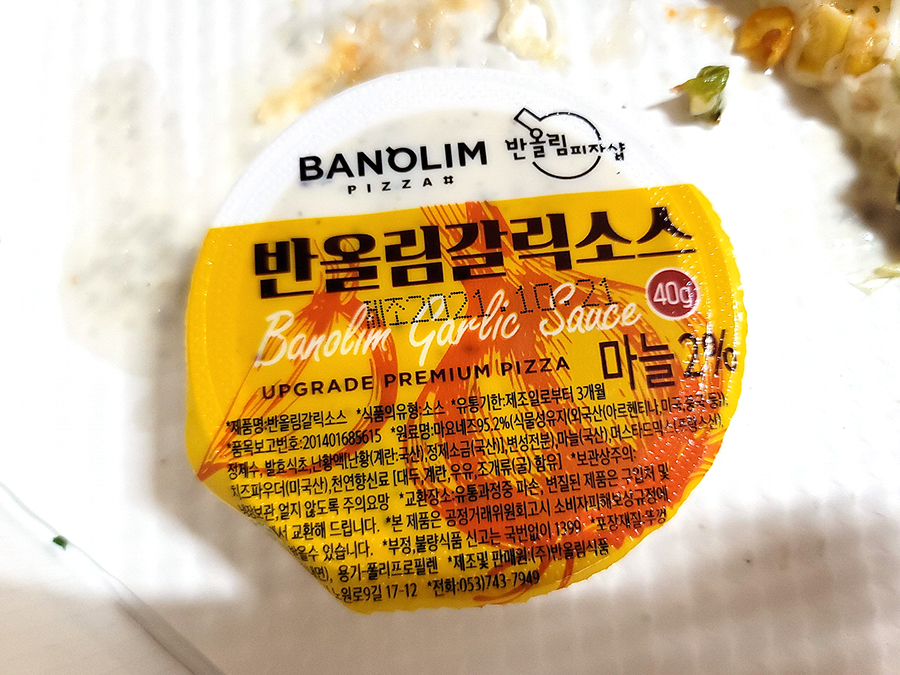 BANOLIM
PIZZA#
반올림피자샵
반올림갈릭소스
제조2021.10.21
40g
Banolim Garlic Sauce
마늘 2%
UPGRADE PREMIUM PIZZA
*제품명:반올림갈릭소스 *식품의유형:소스 *유통기한:제조일로부터 3개월
*품목보고번호:201401685615 *원료명:마요네즈95.2%(식물성유지(외국산(아르헨티나,미국,
정제수, 발효식초,난황액[난황(계란:국산),정제소금(국산)],변성전분),마늘(국산),머스타드믹스
치즈파우더(미국산),천연향신료 [대두, 계란, 우유, 조개류(굴) 함유] *보관상주의:
얼지 않도록 주의요망 *교환장소:유통과정중 파손, 변질된 제품은 구입처 및
교환해 드립니다. *본 제품은 공정거래위원회고시 소비자피해보상규정에
있습니다. *부정,불량식품 신고는 국번없이 1399 *포장재질:뚜껑
용기-폴리프로필렌 *제조및 판매원:(주)반올림식품
노원로9길 17-12 *전화:053)743-7949